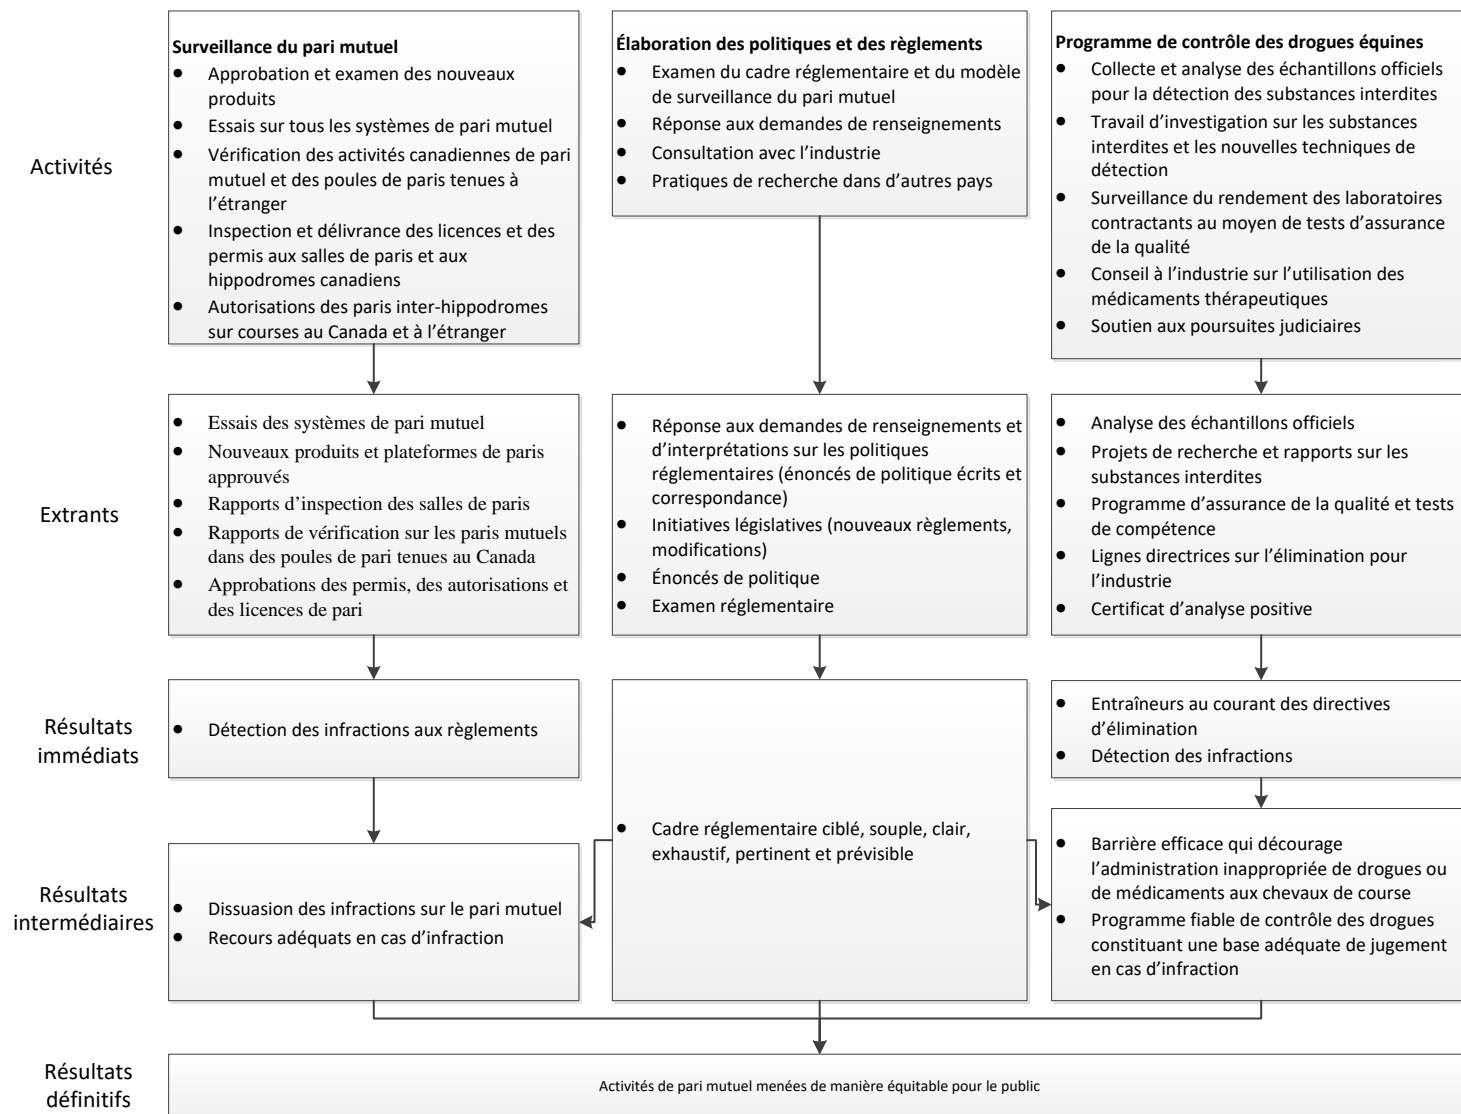 Activités
Surveillance du pari mutuel
● Approbation et examen des nouveaux
produits
● Essais sur tous les systèmes de pari mutuel
● Vérification des activités canadiennes de pari
mutuel et des poules de paris tenues à
l’étranger
● Inspection et délivrance des licences et des
permis aux salles de paris et aux
hippodromes canadiens
● Autorisations des paris inter-hippodromes
sur courses au Canada et à l’étranger
Élaboration des politiques et des règlements
● Examen du cadre réglementaire et du modèle
de surveillance du pari mutuel
● Réponse aux demandes de renseignements
● Consultation avec l’industrie
● Pratiques de recherche dans d’autres pays
Programme de contrôle des drogues équines
● Collecte et analyse des échantillons officiels
pour la détection des substances interdites
● Travail d’investigation sur les substances
interdites et les nouvelles techniques de
détection
● Surveillance du rendement des laboratoires
contractants au moyen de tests d’assurance
de la qualité
● Conseil à l’industrie sur l’utilisation des
médicaments thérapeutiques
● Soutien aux poursuites judiciaires
Extrants
● Essais des systèmes de pari mutuel
● Nouveaux produits et plateformes de paris
approuvés
● Rapports d’inspection des salles de paris
● Rapports de vérification sur les paris mutuels
dans des poules de pari tenues au Canada
● Approbations des permis, des autorisations et
des licences de pari
● Réponse aux demandes de renseignements et
d’interprétations sur les politiques
réglementaires (énoncés de politique écrits et
correspondance)
● Initiatives législatives (nouveaux règlements,
modifications)
● Énoncés de politique
● Examen réglementaire
● Analyse des échantillons officiels
● Projets de recherche et rapports sur les
substances interdites
● Programme d’assurance de la qualité et tests
de compétence
● Lignes directrices sur l’élimination pour
l’industrie
● Certificat d’analyse positive
Résultats
immédiats
● Détection des infractions aux règlements
● Entraîneurs au courant des directives
d’élimination
● Détection des infractions
Résultats
intermédiaires
● Dissuasion des infractions sur le pari mutuel
● Recours adéquats en cas d’infraction
● Cadre réglementaire ciblé, souple, clair,
exhaustif, pertinent et prévisible
● Barrière efficace qui décourage
l’administration inappropriée de drogues ou
de médicaments aux chevaux de course
● Programme fiable de contrôle des drogues
constituant une base adéquate de jugement
en cas d’infraction
Résultats
définitifs
Activités de pari mutuel menées de manière équitable pour le public